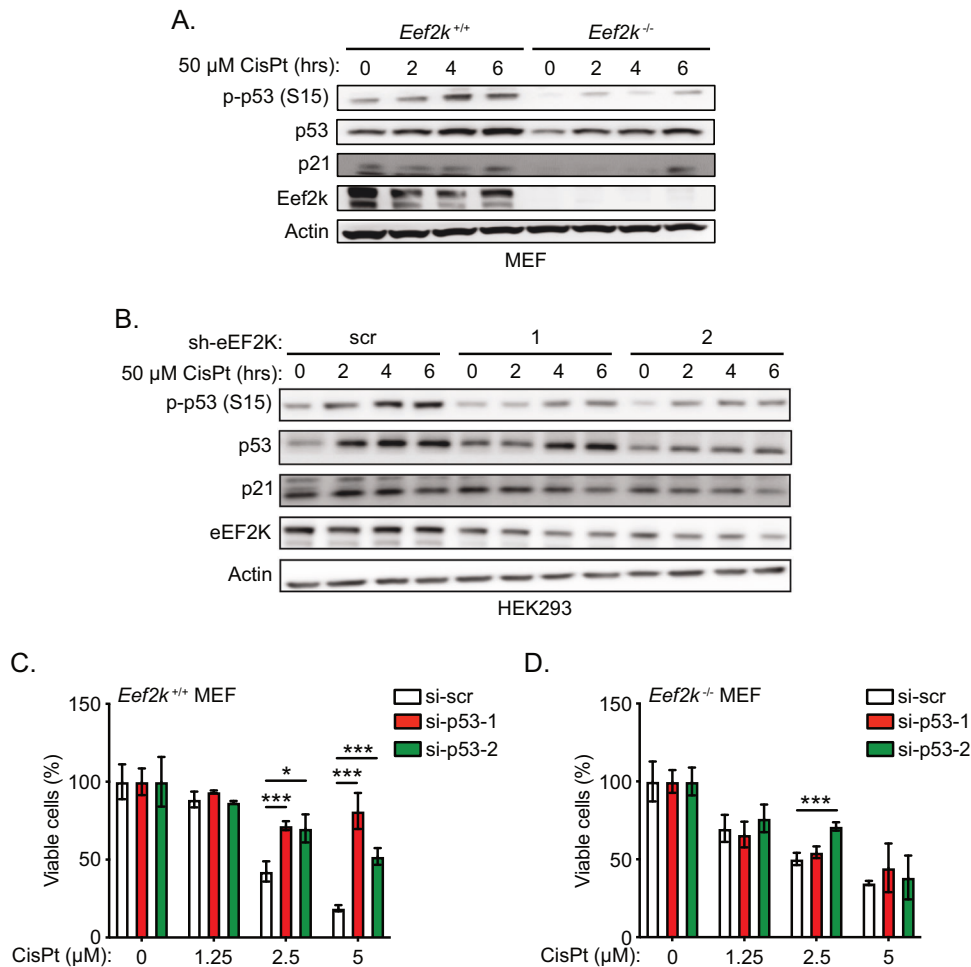 A.
Eef2k+/+ Eef2k-/-
50 µM CisPt (hrs): 0 2 4 6 0 2 4 6
p-p53 (S15)
p53
p21
Eef2k
Actin
MEF
B.
sh-eEF2K: scr 1 2
50 µM CisPt (hrs): 0 2 4 6 0 2 4 6 0 2 4 6
p-p53 (S15)
p53
p21
eEF2K
Actin
HEK293
C.
Eef2k+/+ MEF
si-scr
si-p53-1
si-p53-2
Viable cells (%)
150
100
50
0
*
***
***
***
CisPt (µM): 0 1.25 2.5 5
D.
Eef2k-/- MEF
si-scr
si-p53-1
si-p53-2
Viable cells (%)
150
100
50
0
***
CisPt (µM): 0 1.25 2.5 5